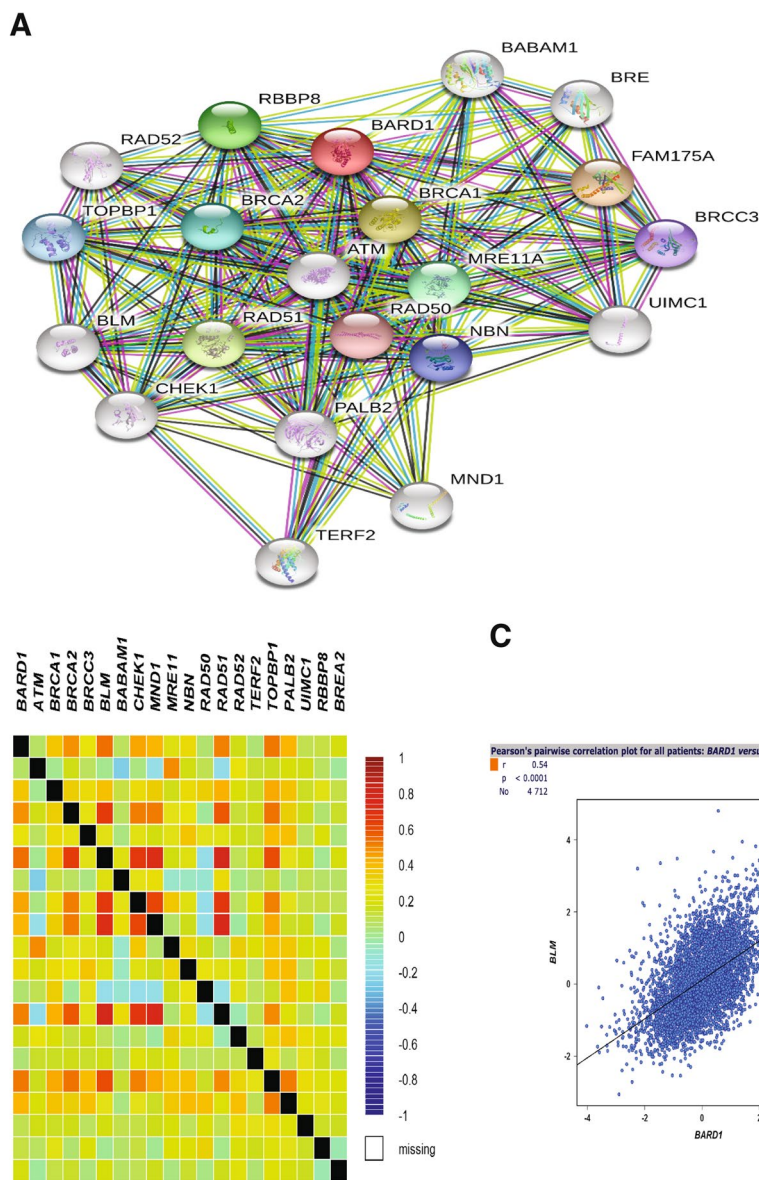 A
BABAM1
BRE
RBBP8
BARD1
RAD52
FAM175A
BRCA2
BRCA1
TOPBP1
BRCC3
ATM
MRE11A
UIMC1
BLM
RAD51
RAD50
NBN
CHEK1
PALB2
MND1
TERF2
BARD1
ATM
BRCA1
BRCA2
BRCC3
BLM
BABAM1
CHEK1
MND1
MRE11
NBN
RAD50
RAD51
RAD52
TERF2
TOPBP1
PALB2
UIMC1
RBBP8
BREA2
1
0.8
0.6
0.4
0.2
0
-0.2
-0.4
-0.6
-0.8
-1
missing
C
Pearson's pairwise correlation plot for all patients: BARD1 versu
r 0.54
p < 0.0001
No 4 712
4
2
0
-2
BLM
-4 -2 0 2
BARD1